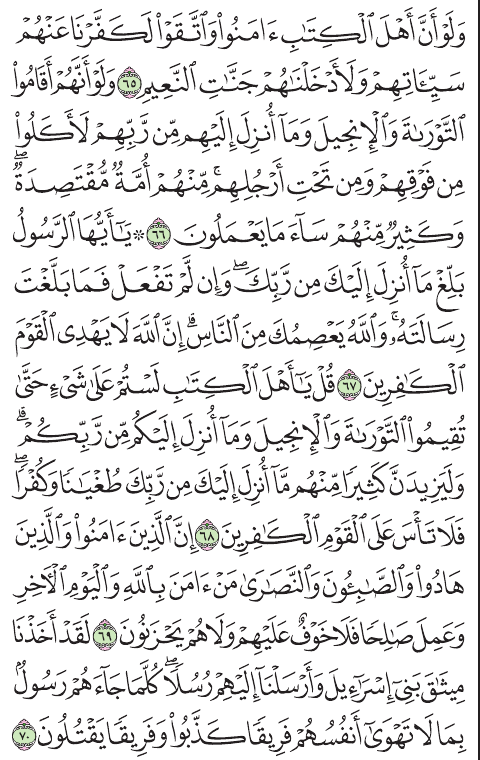 وَلَوۡ أَنَّ أَهۡلَ ٱلۡكِتَٰبِ ءَامَنُواْ وَٱتَّقَوۡاْ لَكَفَّرۡنَا عَنۡهُمۡ
سَيِّـَٔاتِهِمۡ وَلَأَدۡخَلۡنَٰهُمۡ جَنَّٰتِ ٱلنَّعِيمِ ٦٥ وَلَوۡ أَنَّهُمۡ أَقَامُواْ
ٱلتَّوۡرَىٰةَ وَٱلۡإِنجِيلَ وَمَآ أُنزِلَ إِلَيۡهِم مِّن رَّبِّهِمۡ لَأَكَلُواْ
مِن فَوۡقِهِمۡ وَمِن تَحۡتِ أَرۡجُلِهِمۚ مِّنۡهُمۡ أُمَّةٞ مُّقۡتَصِدَةٞۖ
وَكَثِيرٞ مِّنۡهُمۡ سَآءَ مَا يَعۡمَلُونَ ٦٦ ۞ يَٰٓأَيُّهَا ٱلرَّسُولُ
بَلِّغۡ مَآ أُنزِلَ إِلَيۡكَ مِن رَّبِّكَۖ وَإِن لَّمۡ تَفۡعَلۡ فَمَا بَلَّغۡتَ
رِسَالَتَهُۥۚ وَٱللَّهُ يَعۡصِمُكَ مِنَ ٱلنَّاسِۗ إِنَّ ٱللَّهَ لَا يَهۡدِي ٱلۡقَوۡمَ
ٱلۡكَٰفِرِينَ ٦٧ قُلۡ يَٰٓأَهۡلَ ٱلۡكِتَٰبِ لَسۡتُمۡ عَلَىٰ شَيۡءٍ حَتَّىٰ
تُقِيمُواْ ٱلتَّوۡرَىٰةَ وَٱلۡإِنجِيلَ وَمَآ أُنزِلَ إِلَيۡكُم مِّن رَّبِّكُمۡۗ
وَلَيَزِيدَنَّ كَثِيرٗا مِّنۡهُم مَّآ أُنزِلَ إِلَيۡكَ مِن رَّبِّكَ طُغۡيَٰنٗا وَكُفۡرٗاۖ
فَلَا تَأۡسَ عَلَى ٱلۡقَوۡمِ ٱلۡكَٰفِرِينَ ٦٨ إِنَّ ٱلَّذِينَ ءَامَنُواْ وَٱلَّذِينَ
هَادُواْ وَٱلصَّٰبِـُٔونَ وَٱلنَّصَٰرَىٰ مَنۡ ءَامَنَ بِٱللَّهِ وَٱلۡيَوۡمِ ٱلۡأٓخِرِ
وَعَمِلَ صَٰلِحٗا فَلَا خَوۡفٌ عَلَيۡهِمۡ وَلَا هُمۡ يَحۡزَنُونَ ٦٩ لَقَدۡ أَخَذۡنَا
مِيثَٰقَ بَنِيٓ إِسۡرَٰٓءِيلَ وَأَرۡسَلۡنَآ إِلَيۡهِمۡ رُسُلٗاۖ كُلَّمَا جَآءَهُمۡ رَسُولُۢ
بِمَا لَا تَهۡوَىٰٓ أَنفُسُهُمۡ فَرِيقٗا كَذَّبُواْ وَفَرِيقٗا يَقۡتُلُونَ ٧٠